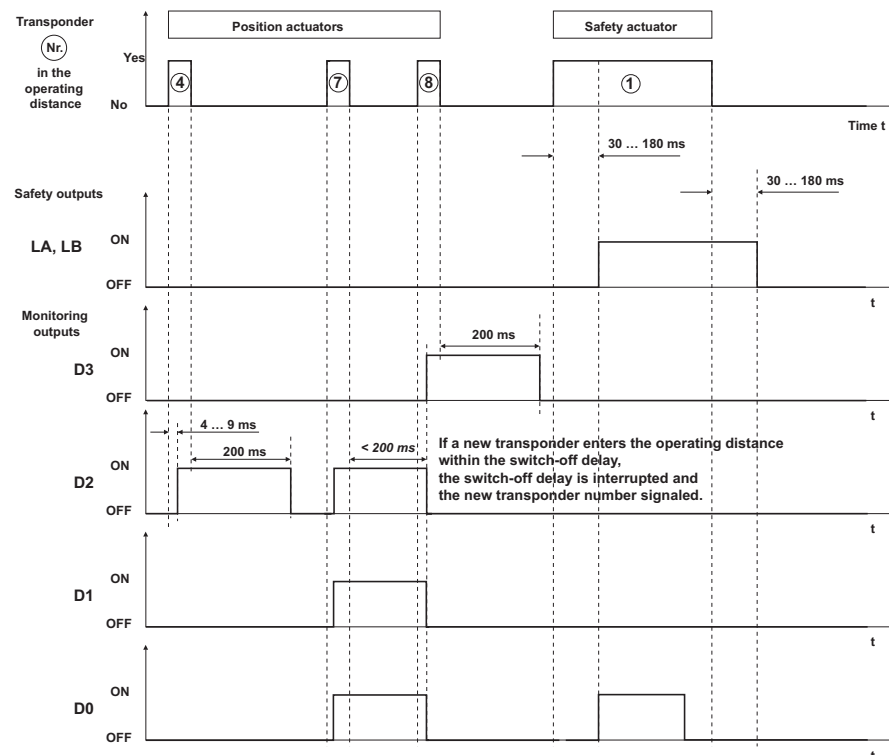 Transponder
Nr.
in the
operating
distance
Position actuators
Safety actuator
Yes
No
4
7
8
1
Time t
30 … 180 ms
30 … 180 ms
Safety outputs
LA, LB
ON
OFF
t
Monitoring
outputs
D3
ON
OFF
200 ms
t
D2
ON
OFF
4 … 9 ms
200 ms
< 200 ms
If a new transponder enters the operating distance
within the switch-off delay,
the switch-off delay is interrupted and
the new transponder number signaled.
t
D1
ON
OFF
t
D0
ON
OFF
t